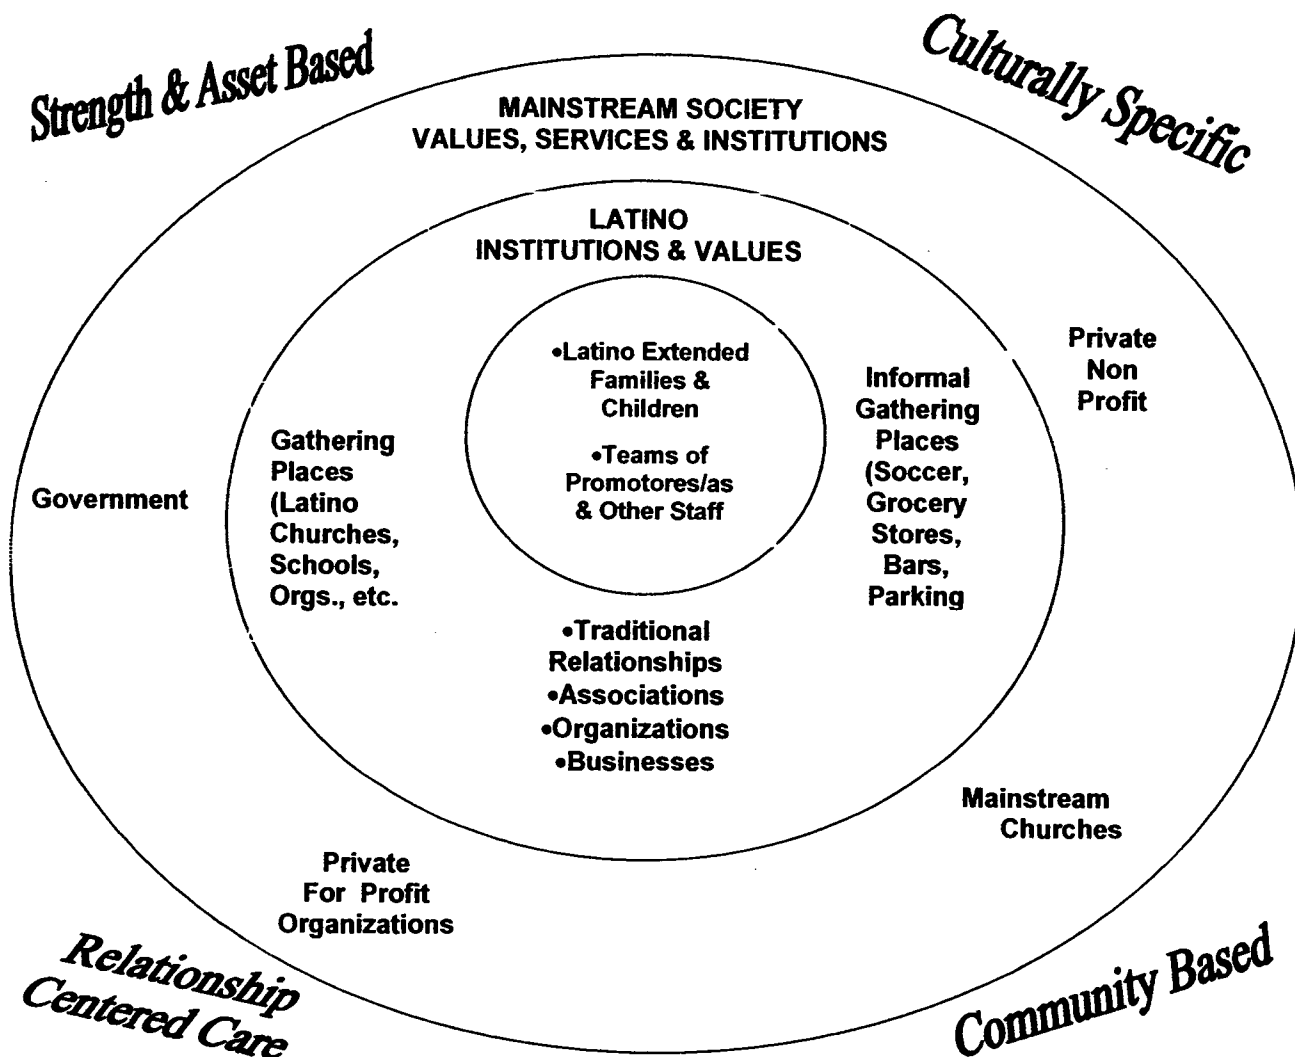 Strength & Asset Based
Culturally Specific
MAINSTREAM SOCIETY
VALUES, SERVICES & INSTITUTIONS
LATINO
INSTITUTIONS & VALUES
•Latino Extended
Families &
Children
•Teams of
Promotores/as
& Other Staff
Government
Gathering
Places
(Latino
Churches,
Schools,
Orgs., etc.
Informal
Gathering
Places
(Soccer,
Grocery
Stores,
Bars,
Parking
Private
Non
Profit
•Traditional
Relationships
•Associations
•Organizations
•Businesses
Mainstream
Churches
Private
For Profit
Organizations
Relationship
Centered Care
Community Based